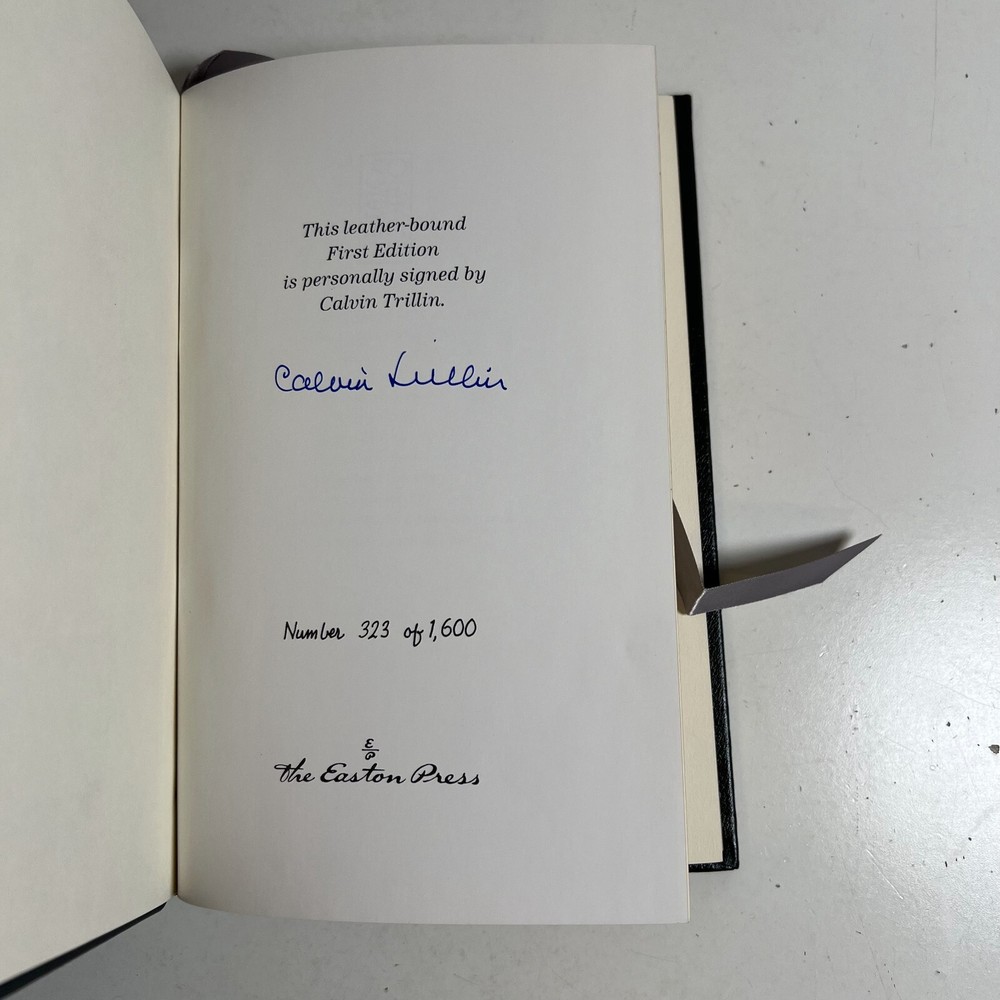 This leather-bound
First Edition
is personally signed by
Calvin Trillin.
Calvin Trillin
Number 323 of 1,600
E
P
The Easton Press